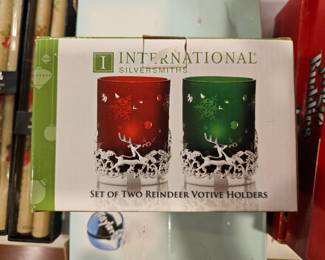 I INTERNATIONAL
SILVERSMITHS
SET OF TWO REINDEER VOTIVE HOLDERS